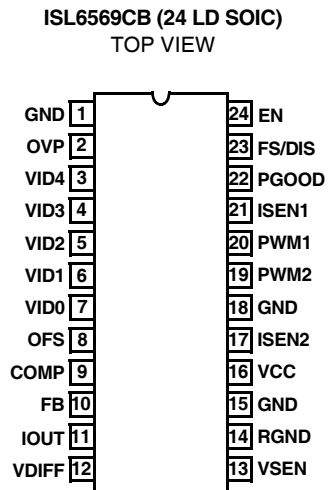 ISL6569CB (24 LD SOIC)
TOP VIEW
GND 1
OVP 2
VID4 3
VID3 4
VID2 5
VID1 6
VID0 7
OFS 8
COMP 9
FB 10
IOUT 11
VDIFF 12
24 EN
23 FS/DIS
22 PGOOD
21 ISEN1
20 PWM1
19 PWM2
18 GND
17 ISEN2
16 VCC
15 GND
14 RGND
13 VSEN